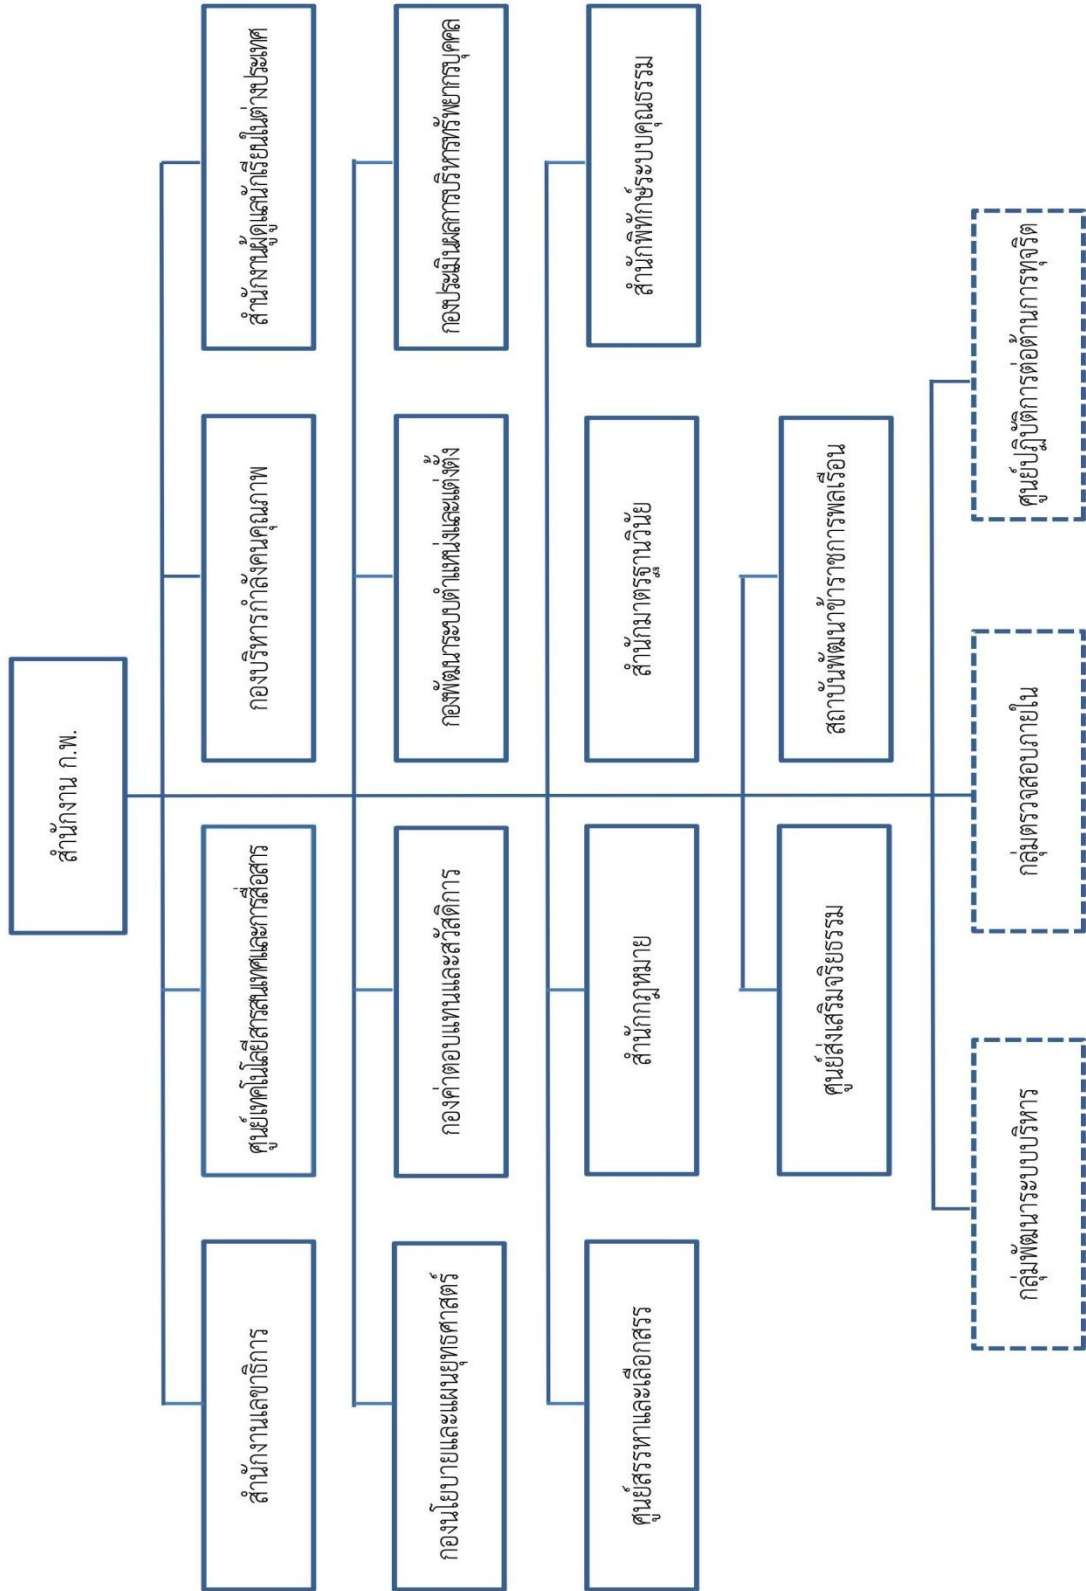 สำนักงาน ก.พ.
สำนักงานเลขาธิการ
ศูนย์เทคโนโลยีสารสนเทศและการสื่อสาร
กองบริหารกำลังคนคุณภาพ
สำนักงานผู้ดูแลนักเรียนในต่างประเทศ
กองนโยบายและแผนยุทธศาสตร์
กองค่าตอบแทนและสวัสดิการ
กองพัฒนาระบบตำแหน่งและแต่งตั้ง
กองประเมินผลการบริหารทรัพยากรบุคคล
ศูนย์สรรหาและเลือกสรร
สำนักกฎหมาย
สำนักมาตรฐานวินัย
สำนักพิทักษ์ระบบคุณธรรม
ศูนย์ส่งเสริมจริยธรรม
สถาบันพัฒนาข้าราชการพลเรือน
กลุ่มพัฒนาระบบบริหาร
กลุ่มตรวจสอบภายใน
ศูนย์ปฏิบัติการต่อต้านการทุจริต